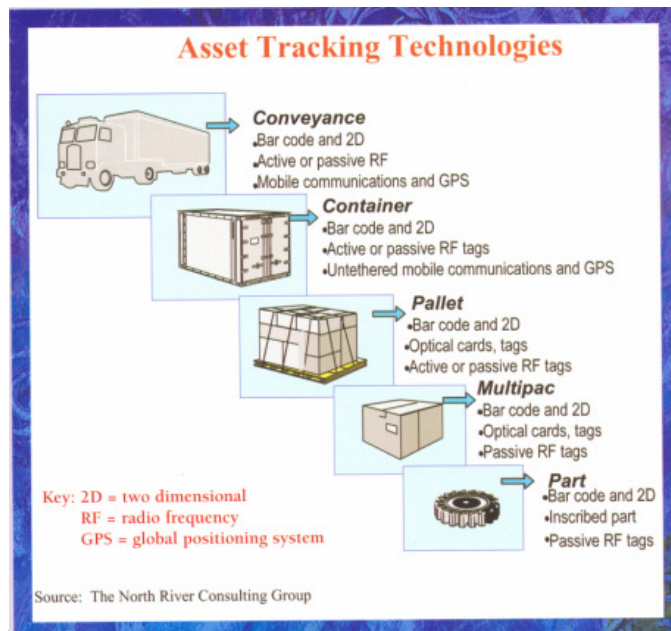 Asset Tracking Technologies
Conveyance
•Bar code and 2D
•Active or passive RF
•Mobile communications and GPS
Container
•Bar code and 2D
•Active or passive RF tags
•Untethered mobile communications and GPS
Pallet
•Bar code and 2D
•Optical cards, tags
•Active or passive RF tags
Multipac
•Bar code and 2D
•Optical cards, tags
•Passive RF tags
Part
•Bar code and 2D
•Inscribed part
•Passive RF tags
Key: 2D = two dimensional
RF = radio frequency
GPS = global positioning system
Source: The North River Consulting Group